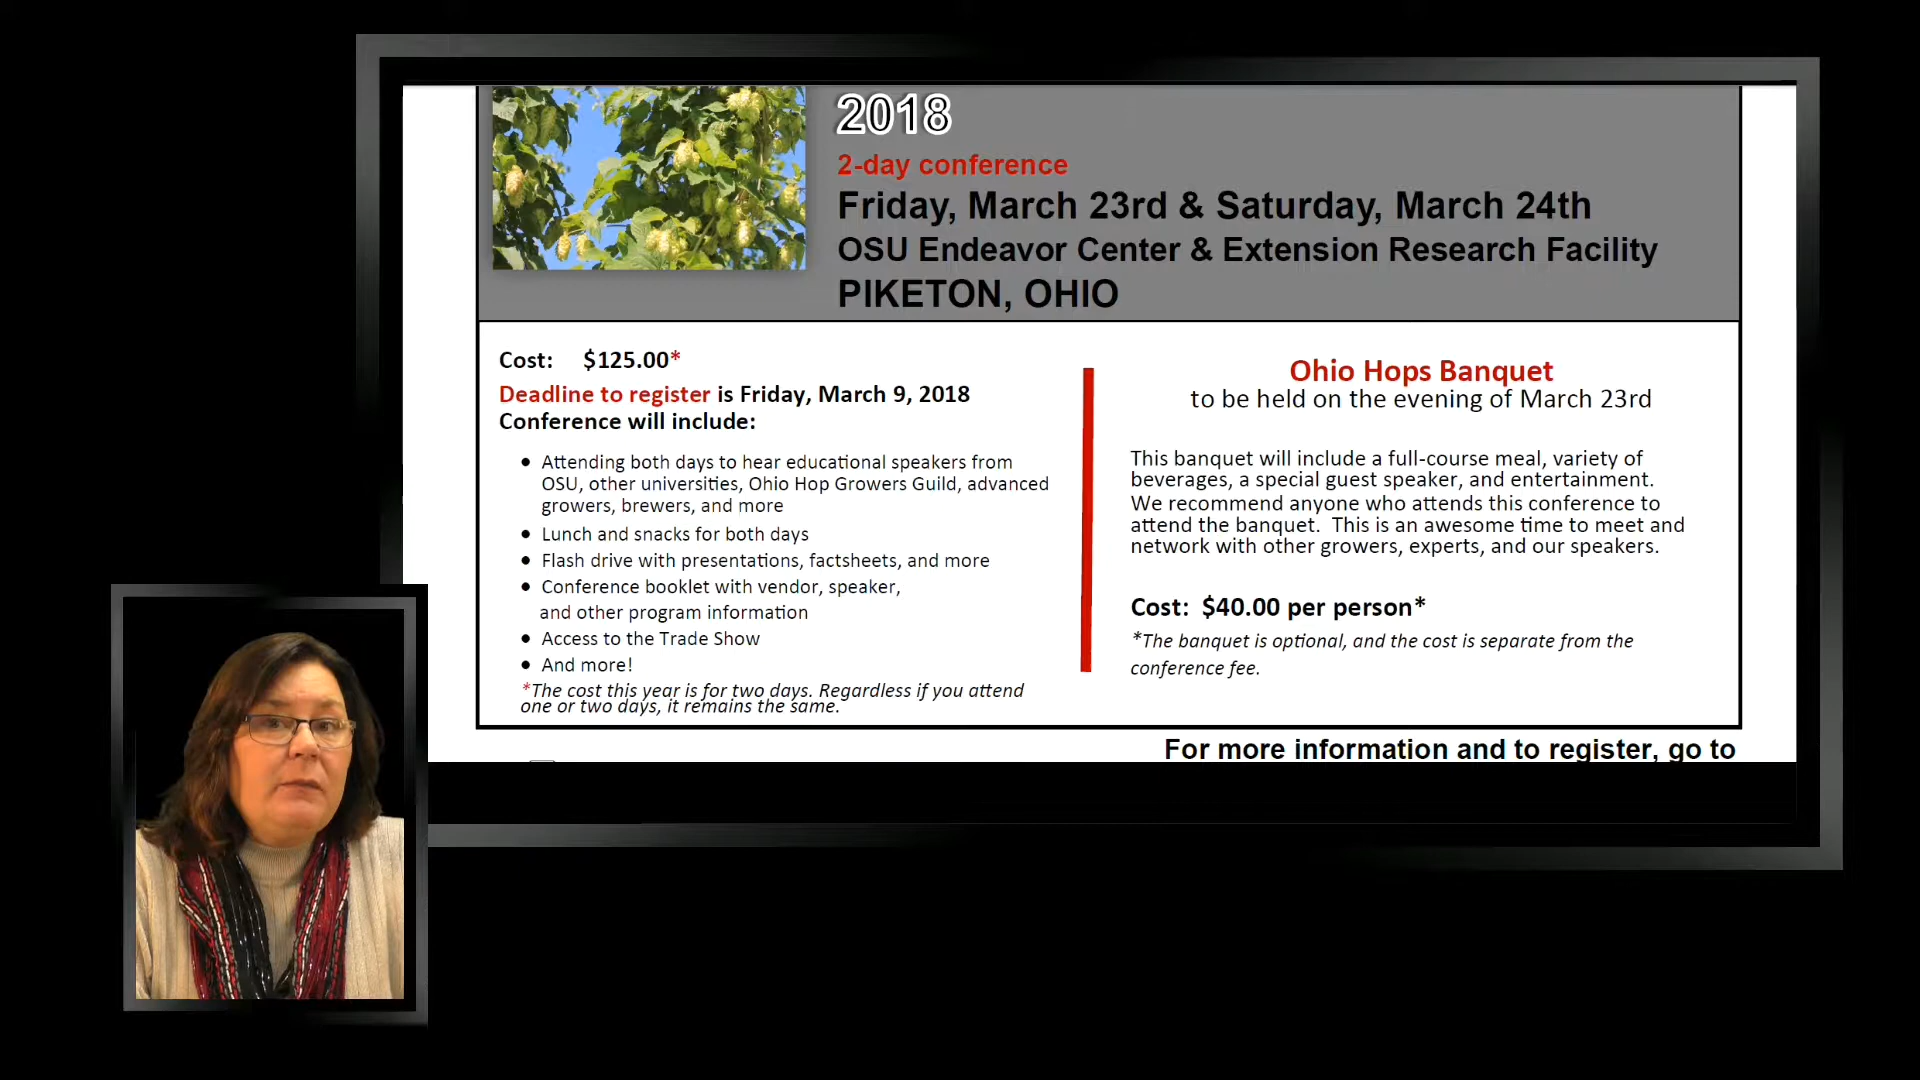 2018
2-day conference
Friday, March 23rd & Saturday, March 24th
OSU Endeavor Center & Extension Research Facility
PIKETON, OHIO
Cost: $125.00*
Deadline to register is Friday, March 9, 2018
Conference will include:
• Attending both days to hear educational speakers from
OSU, other universities, Ohio Hop Growers Guild, advanced
growers, brewers, and more
• Lunch and snacks for both days
• Flash drive with presentations, factsheets, and more
• Conference booklet with vendor, speaker,
and other program information
• Access to the Trade Show
• And more!
*The cost this year is for two days. Regardless if you attend
one or two days, it remains the same.
Ohio Hops Banquet
to be held on the evening of March 23rd
This banquet will include a full-course meal, variety of
beverages, a special guest speaker, and entertainment.
We recommend anyone who attends this conference to
attend the banquet. This is an awesome time to meet and
network with other growers, experts, and our speakers.
Cost: $40.00 per person*
*The banquet is optional, and the cost is separate from the
conference fee.
For more information and to register, go to